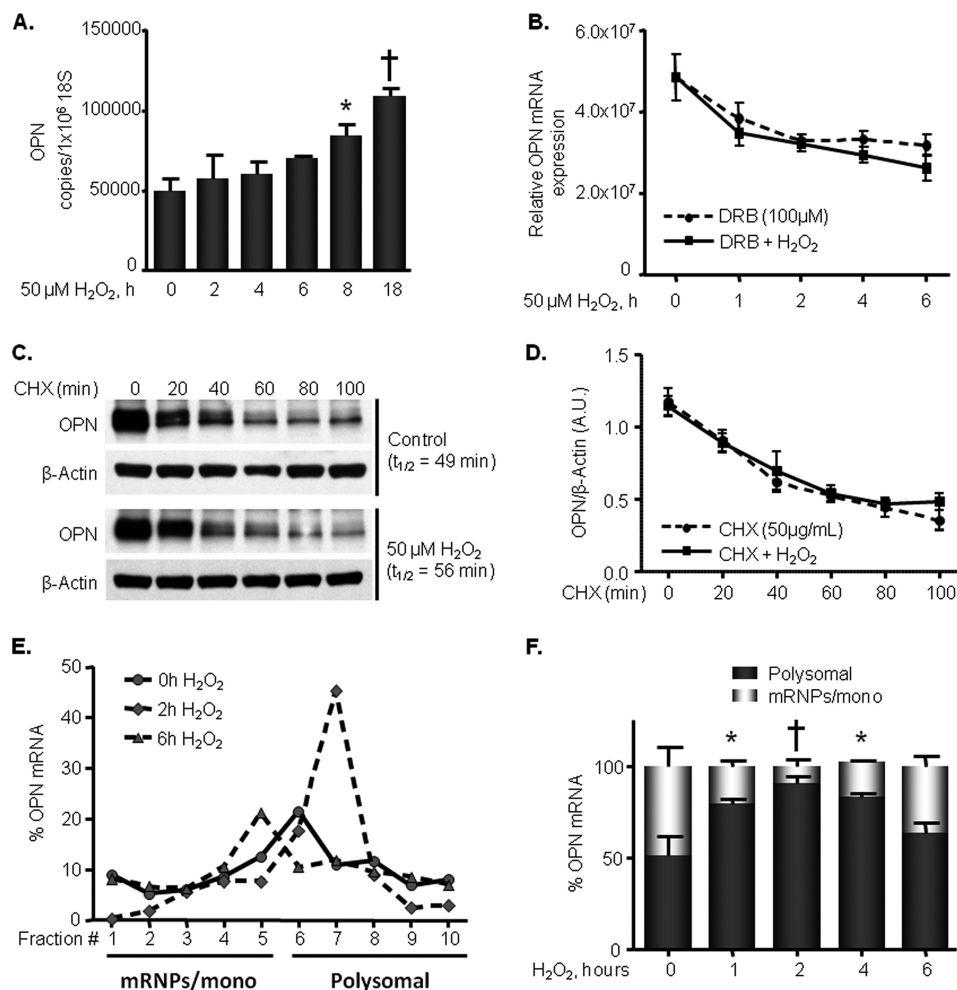 A.
OPN
copies/1x10⁶ 18S
150000
100000
50000
0
*
†
50 µM H₂O₂, h
0 2 4 6 8 18
B.
Relative OPN mRNA
expression
6.0x10⁷
4.0x10⁷
2.0x10⁷
0
DRB (100µM)
DRB + H₂O₂
50 µM H₂O₂, h
0 1 2 4 6
C.
CHX (min) 0 20 40 60 80 100
OPN
β-Actin
Control
(t₁/₂ = 49 min)
OPN
β-Actin
50 µM H₂O₂
(t₁/₂ = 56 min)
D.
OPN/β-Actin (A.U.)
1.5
1.0
0.5
0.0
CHX (50µg/mL)
CHX + H₂O₂
CHX (min) 0 20 40 60 80 100
E.
% OPN mRNA
50
40
30
20
10
0
0h H₂O₂
2h H₂O₂
6h H₂O₂
Fraction # 1 2 3 4 5 6 7 8 9 10
mRNPs/mono Polysomal
F.
Polysomal
mRNPs/mono
% OPN mRNA
100
50
0
* † *
H₂O₂, hours 0 1 2 4 6